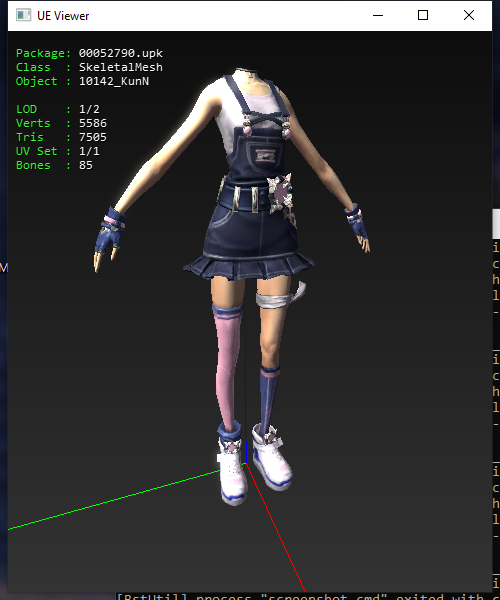 UE Viewer
Package: 00052790.upk
Class : SkeletalMesh
Object : 10142_KunN
LOD : 1/2
Verts : 5586
Tris : 7505
UV Set : 1/1
Bones : 85
M
i
c
h
l
-
i
c
h
l
-
i
c
h
l
-
i
[BstUtil] process "screenshot.cmd" exited with c